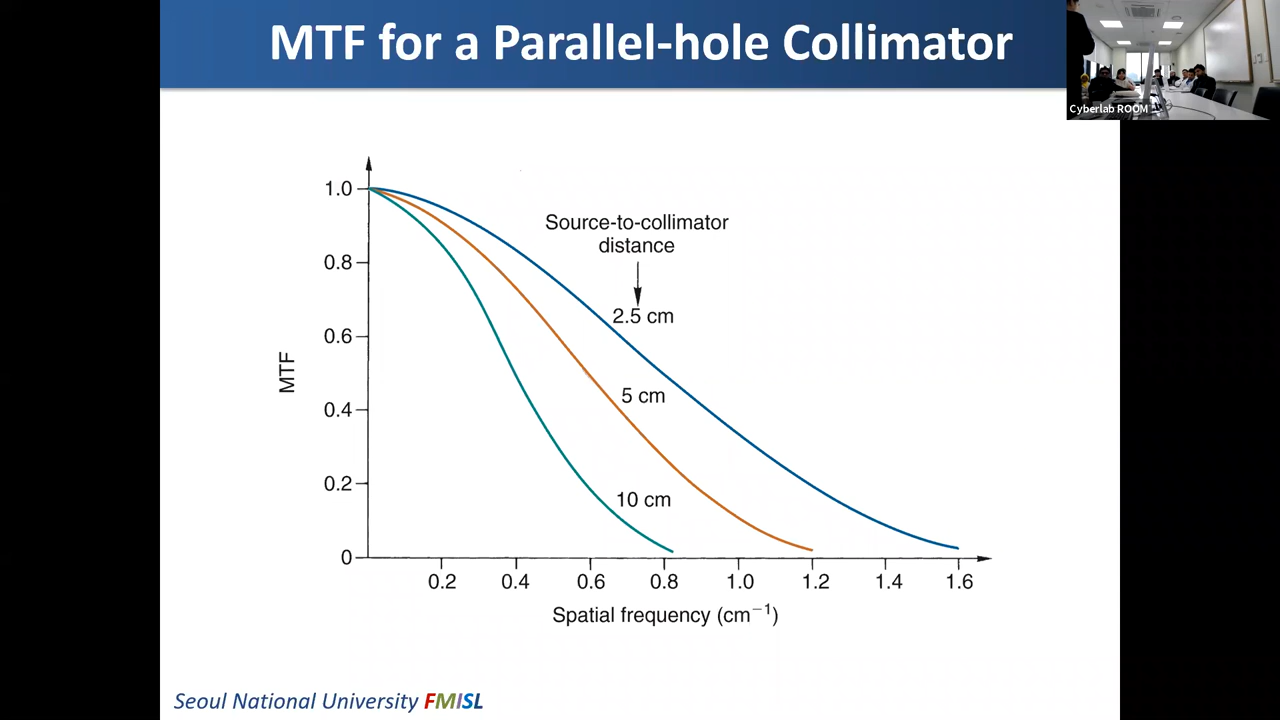 MTF for a Parallel-hole Collimator
Cyberlab ROOM
1.0
0.8
0.6
0.4
0.2
0
MTF
Source-to-collimator
distance
2.5 cm
5 cm
10 cm
0.2 0.4 0.6 0.8 1.0 1.2 1.4 1.6
Spatial frequency (cm⁻¹)
Seoul National University FMISL